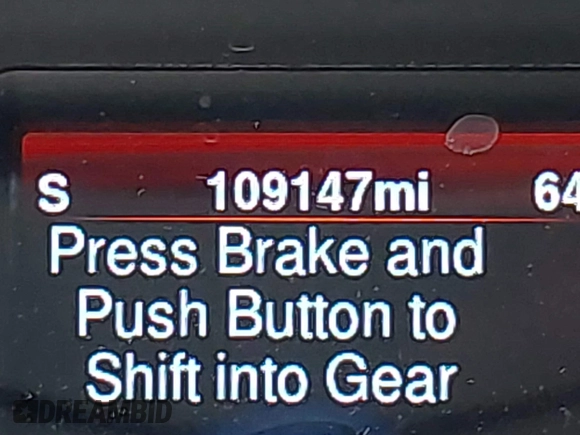 S 109147mi 64
Press Brake and
Push Button to
Shift into Gear
DREAMBID